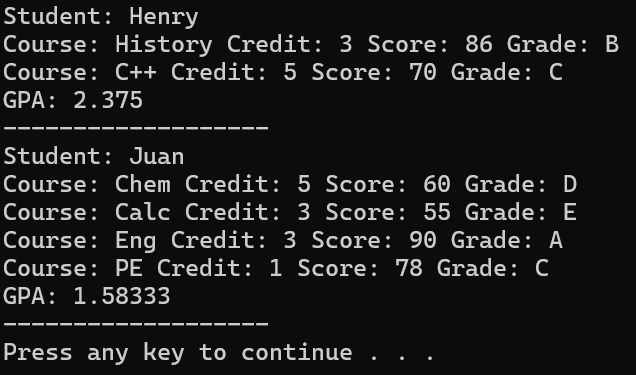 Student: Henry
Course: History Credit: 3 Score: 86 Grade: B
Course: C++ Credit: 5 Score: 70 Grade: C
GPA: 2.375
-------------------
Student: Juan
Course: Chem Credit: 5 Score: 60 Grade: D
Course: Calc Credit: 3 Score: 55 Grade: E
Course: Eng Credit: 3 Score: 90 Grade: A
Course: PE Credit: 1 Score: 78 Grade: C
GPA: 1.58333
-------------------
Press any key to continue . . .